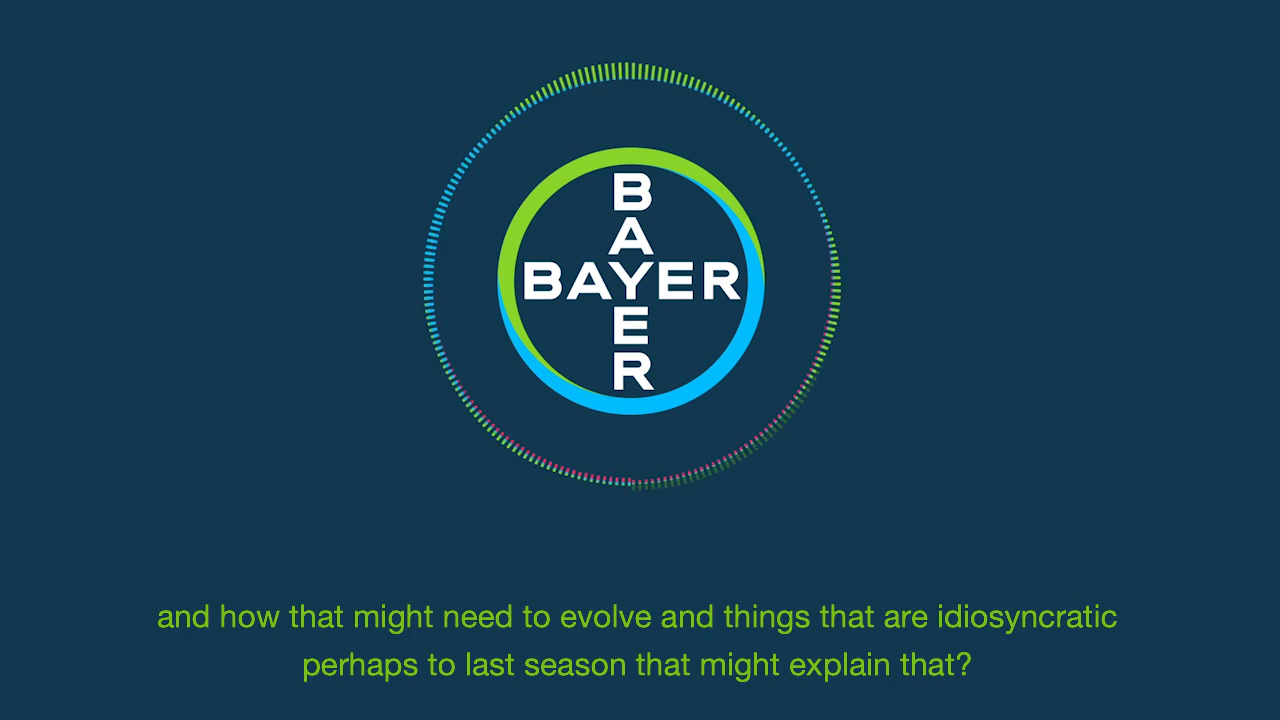 BAYER
BAYER
and how that might need to evolve and things that are idiosyncratic
perhaps to last season that might explain that?